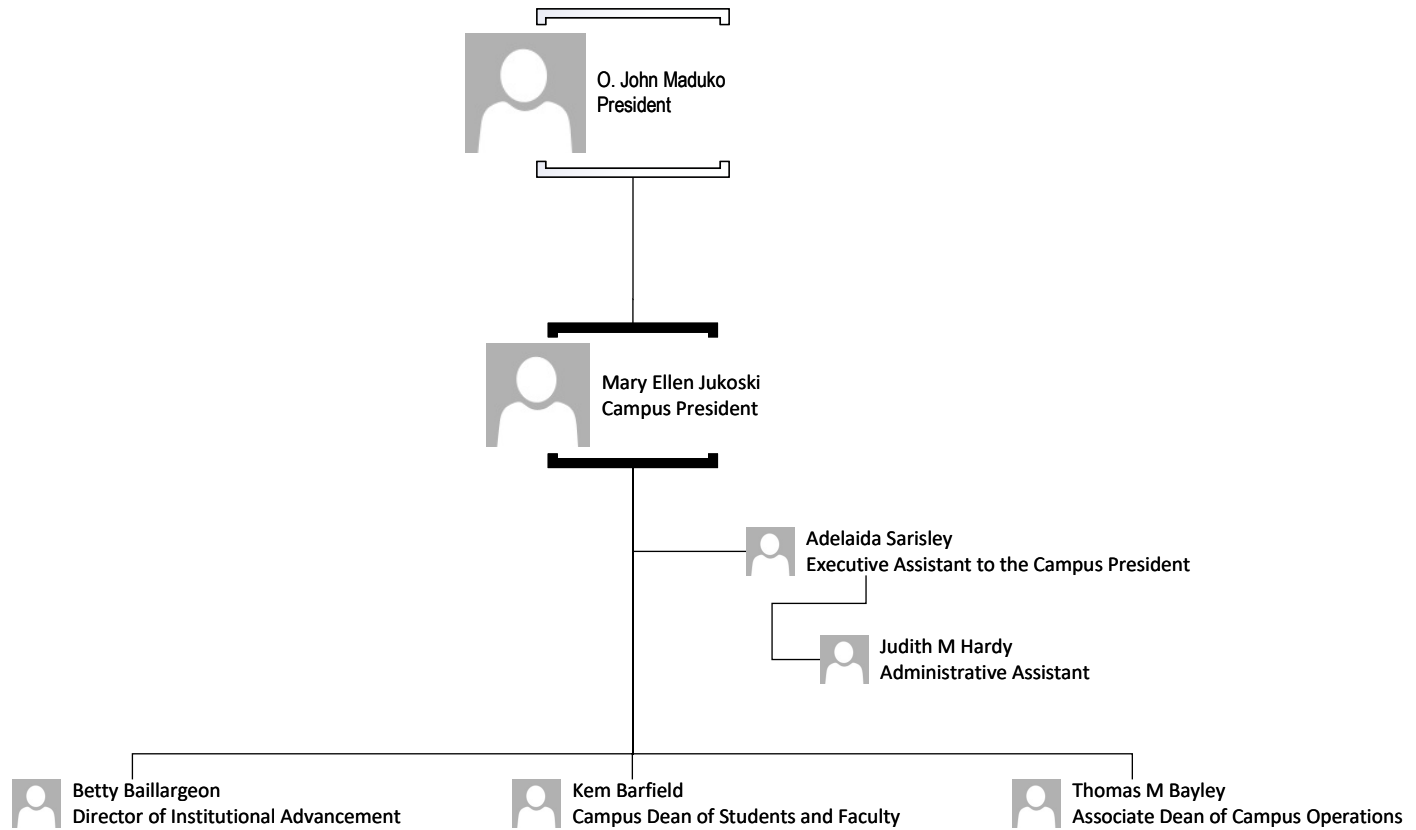 O. John Maduko
President
Mary Ellen Jukoski
Campus President
Adelaida Sarisley
Executive Assistant to the Campus President
Judith M Hardy
Administrative Assistant
Betty Baillargeon
Director of Institutional Advancement
Kem Barfield
Campus Dean of Students and Faculty
Thomas M Bayley
Associate Dean of Campus Operations